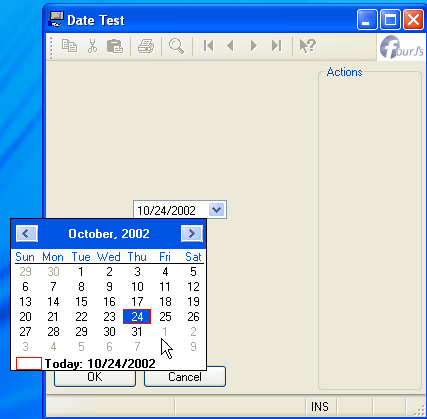 Date Test
Four J's
Actions
10/24/2002
October, 2002
Sun Mon Tue Wed Thu Fri Sat
29 30 1 2 3 4 5
6 7 8 9 10 11 12
13 14 15 16 17 18 19
20 21 22 23 24 25 26
27 28 29 30 31 1 2
3 4 5 6 7 9
Today: 10/24/2002
OK Cancel
INS